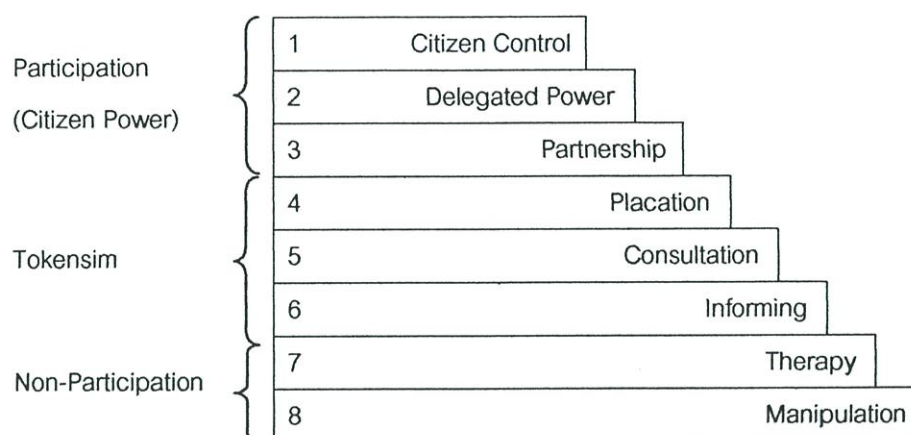 1 Citizen Control
Participation
2 Delegated Power
(Citizen Power)
3 Partnership
4 Placation
Tokensim
5 Consultation
6 Informing
7 Therapy
Non-Participation
8 Manipulation